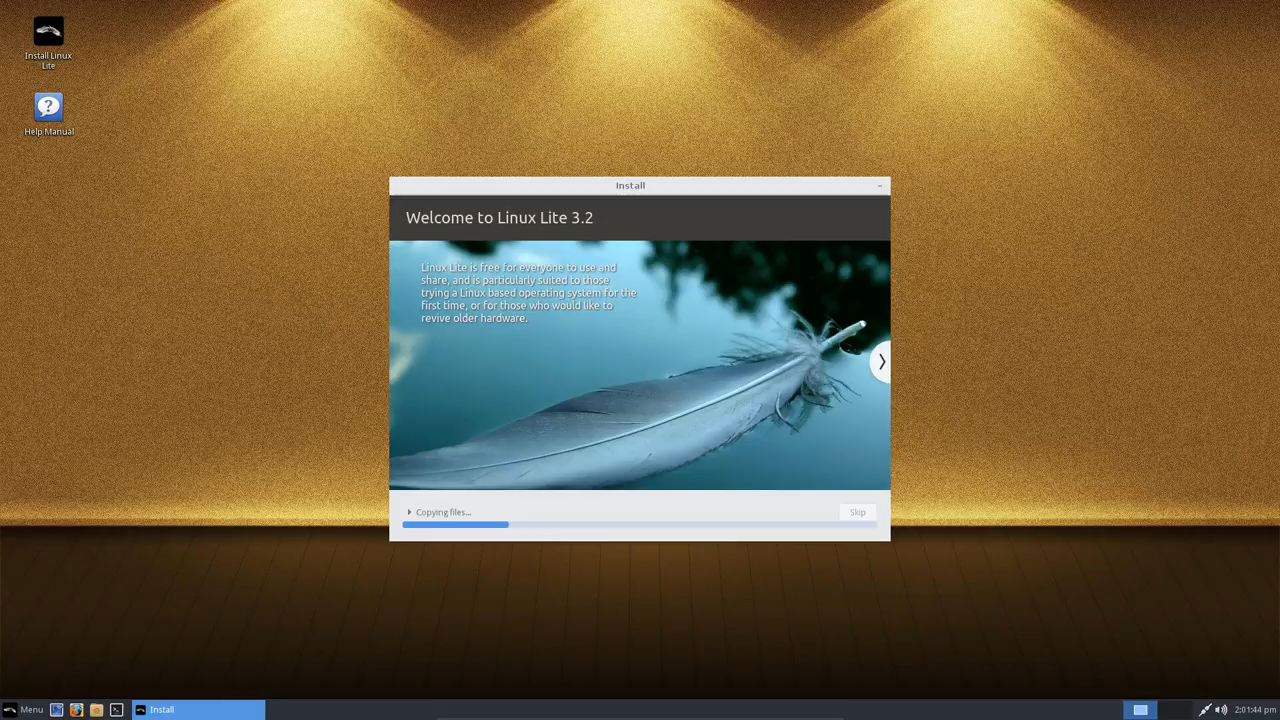 Install Linux
Lite
Help Manual
Install
Welcome to Linux Lite 3.2
Linux Lite is free for everyone to use and
share, and is particularly suited to those
trying a Linux based operating system for the
first time, or for those who would like to
revive older hardware.
Copying files...
Skip
Menu
Install
2:01:44 pm